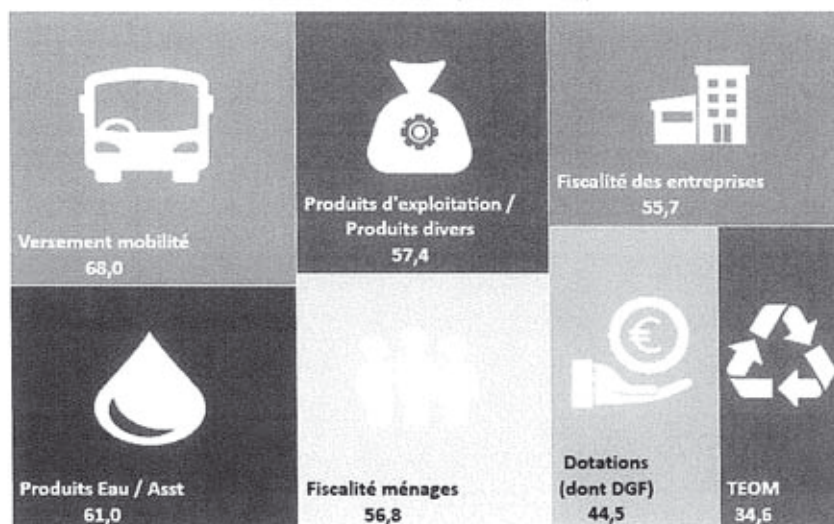 Versement mobilité
68,0
Produits d'exploitation /
Produits divers
57,4
Fiscalité des entreprises
55,7
Produits Eau / Asst
61,0
Fiscalité ménages
56,8
Dotations
(dont DGF)
44,5
TEOM
34,6